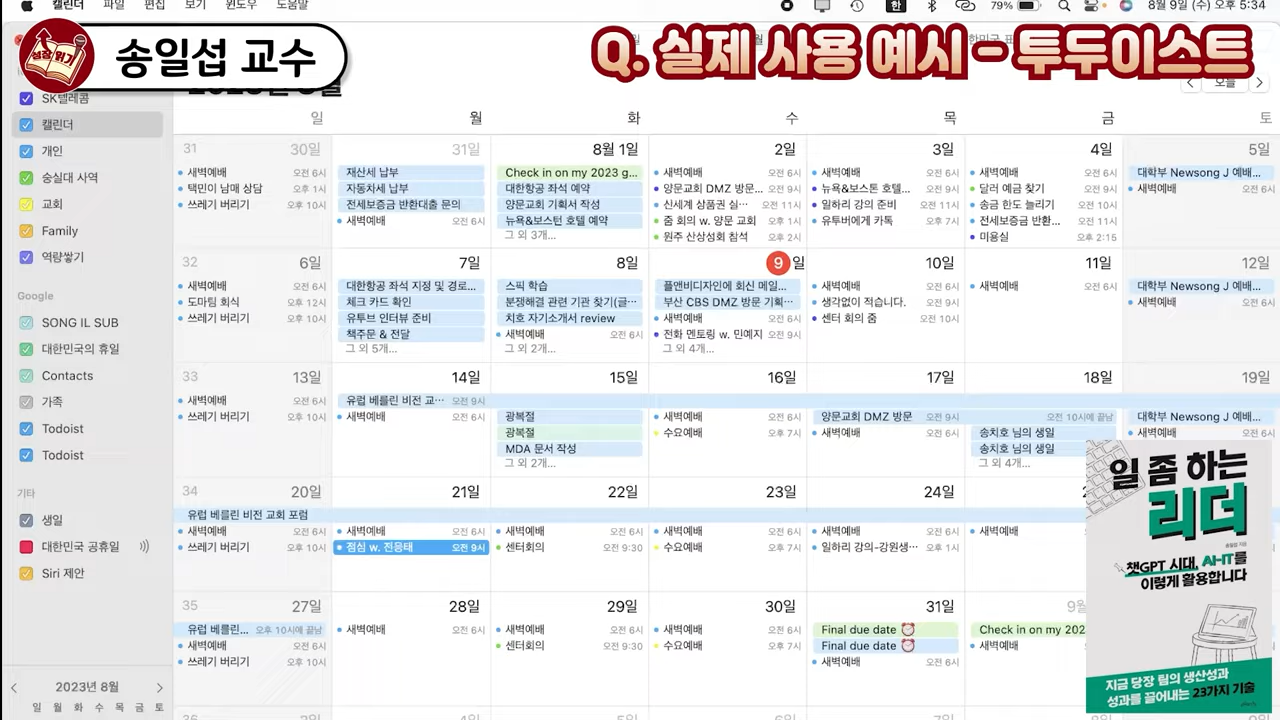 캘린더 파일 편집 보기 윈도우 도움말 한 79% 8월 9일 (수) 오후 5:34
송일섭 교수
Q. 실제 사용 예시 - 투두이스트
오늘
SK텔레콤
캘린더
개인
숭실대 사역
교회
Family
역량쌓기
Google
SONG IL SUB
대한민국의 휴일
Contacts
가족
Todoist
Todoist
기타
생일
대한민국 공휴일
Siri 제안
2023년 8월
일 월 화 수 목 금 토
일 월 화 수 목 금 토
31 30일 31일 8월 1일 2일 3일 4일 5일
새벽예배 오전 6시
택민이 남매 상담 오후 1시
쓰레기 버리기 오후 10시
재산세 납부
자동차세 납부
전세보증금 반환대출 문의
새벽예배 오전 6시
Check in on my 2023 g...
대한항공 좌석 예약
양문교회 기획서 작성
뉴욕&보스턴 호텔 예약
그 외 3개...
새벽예배 오전 6시
양문교회 DMZ 방문... 오전 9시
신세계 상품권 실... 오전 11시
줌 회의 w. 양문 교회 오후 1시
원주 산상성회 참석 오후 2시
새벽예배 오전 6시
뉴욕&보스톤 호텔... 오전 9시
일하리 강의 준비 오전 11시
유투버에게 카톡 오후 7시
새벽예배 오전 6시
달러 예금 찾기 오전 9시
송금 한도 늘리기 오전 10시
전세보증금 반환... 오전 11시
미용실 오후 2:15
대학부 Newsong J 예배...
새벽예배 오전 6시
32 6일 7일 8일 9일 10일 11일 12일
새벽예배 오전 6시
도마팀 회식 오후 12시
쓰레기 버리기 오후 10시
대한항공 좌석 지정 및 경로...
체크 카드 확인
유투브 인터뷰 준비
책주문 & 전달
그 외 5개...
스픽 학습
분쟁해결 관련 기관 찾기(글...
치호 자기소개서 review
새벽예배 오전 6시
그 외 2개...
플앤비디자인에 회신 메일...
부산 CBS DMZ 방문 기획...
새벽예배 오전 6시
전화 멘토링 w. 민예지 오전 9시
그 외 4개...
새벽예배 오전 6시
생각없이 적습니다. 오전 9시
센터 회의 줌 오전 10시
새벽예배 오전 6시
대학부 Newsong J 예배...
새벽예배 오전 6시
33 13일 14일 15일 16일 17일 18일 19일
새벽예배 오전 6시
쓰레기 버리기 오후 10시
유럽 베를린 비전 교... 오전 9시
새벽예배 오전 6시
광복절
광복절
MDA 문서 작성
그 외 2개...
새벽예배 오전 6시
수요예배 오후 7시
양문교회 DMZ 방문 오전 9시
새벽예배 오전 6시
오전 10시에 끝남
송치호 님의 생일
송치호 님의 생일
그 외 4개...
대학부 Newsong J 예배...
새벽예배 오전 6시
34 20일 21일 22일 23일 24일
유럽 베를린 비전 교회 포럼
새벽예배 오전 6시
쓰레기 버리기 오후 10시
새벽예배 오전 6시
점심 w. 전응태 오전 9시
새벽예배 오전 6시
센터회의 오전 9:30
새벽예배 오전 6시
수요예배 오후 7시
새벽예배 오전 6시
일하리 강의-강원생... 오후 1시
새벽예배
35 27일 28일 29일 30일 31일 9월
유럽 베를린... 오후 10시에 끝남
새벽예배 오전 6시
쓰레기 버리기 오후 10시
새벽예배 오전 6시
새벽예배 오전 6시
센터회의 오전 9:30
새벽예배 오전 6시
수요예배 오후 7시
Final due date ⏰
Final due date ⏰
새벽예배 오전 6시
Check in on my 202
새벽예배
일 좀 하는
리더
송일섭 지음
챗GPT 시대, AI·IT를
이렇게 활용합니다
지금 당장 팀의 생산성과
성과를 끌어내는 23가지 기술